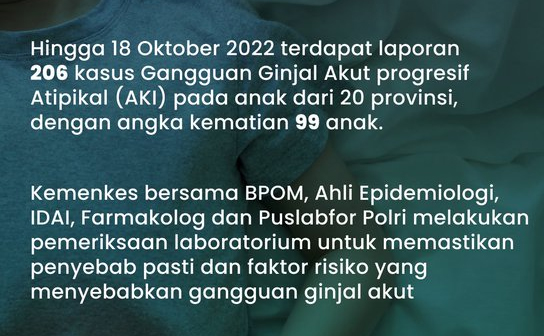 Hingga 18 Oktober 2022 terdapat laporan
206 kasus Gangguan Ginjal Akut progresif
Atipikal (AKI) pada anak dari 20 provinsi,
dengan angka kematian 99 anak.
Kemenkes bersama BPOM, Ahli Epidemiologi,
IDAI, Farmakolog dan Puslabfor Polri melakukan
pemeriksaan laboratorium untuk memastikan
penyebab pasti dan faktor risiko yang
menyebabkan gangguan ginjal akut